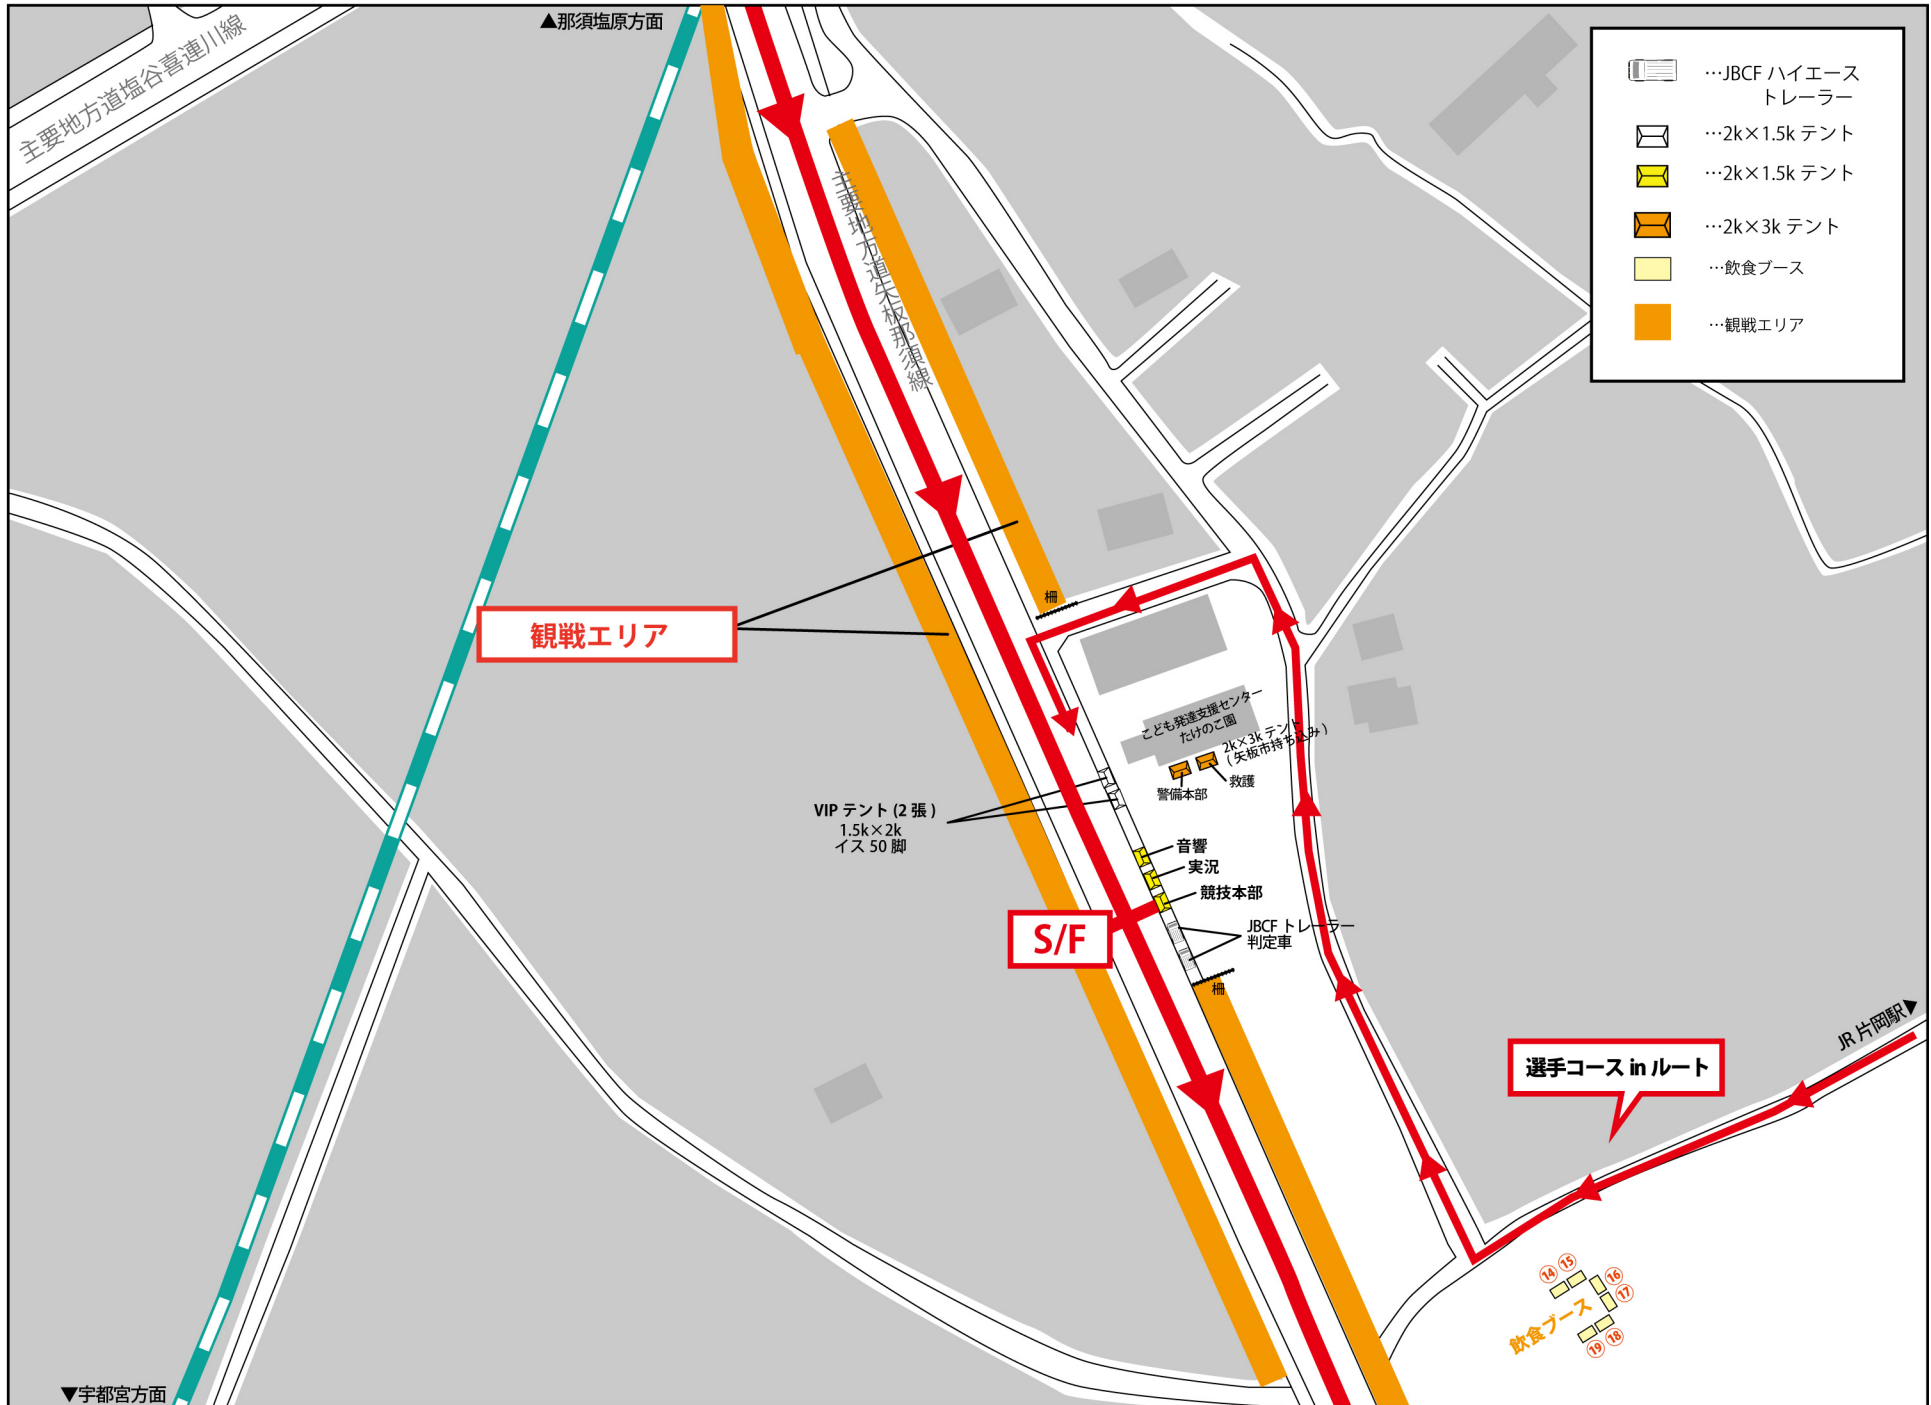 ▲那須塩原方面
主要地方道塩谷喜連川線
…JBCF ハイエース
トレーラー
…2k×1.5k テント
…2k×1.5k テント
…2k×3k テント
…飲食ブース
…観戦エリア
主要地方道矢板那須線
観戦エリア
こども発達支援センター
たけのこ園
2k×3k テント
(矢板市持ち込み)
救護
警備本部
VIP テント (2 張)
1.5k×2k
イス 50 脚
音響
実況
競技本部
S/F
JBCF トレーラー
判定車
JR 片岡駅▼
選手コース in ルート
⑭
⑮
⑯
⑰
飲食ブース
⑱
⑲
▼宇都宮方面